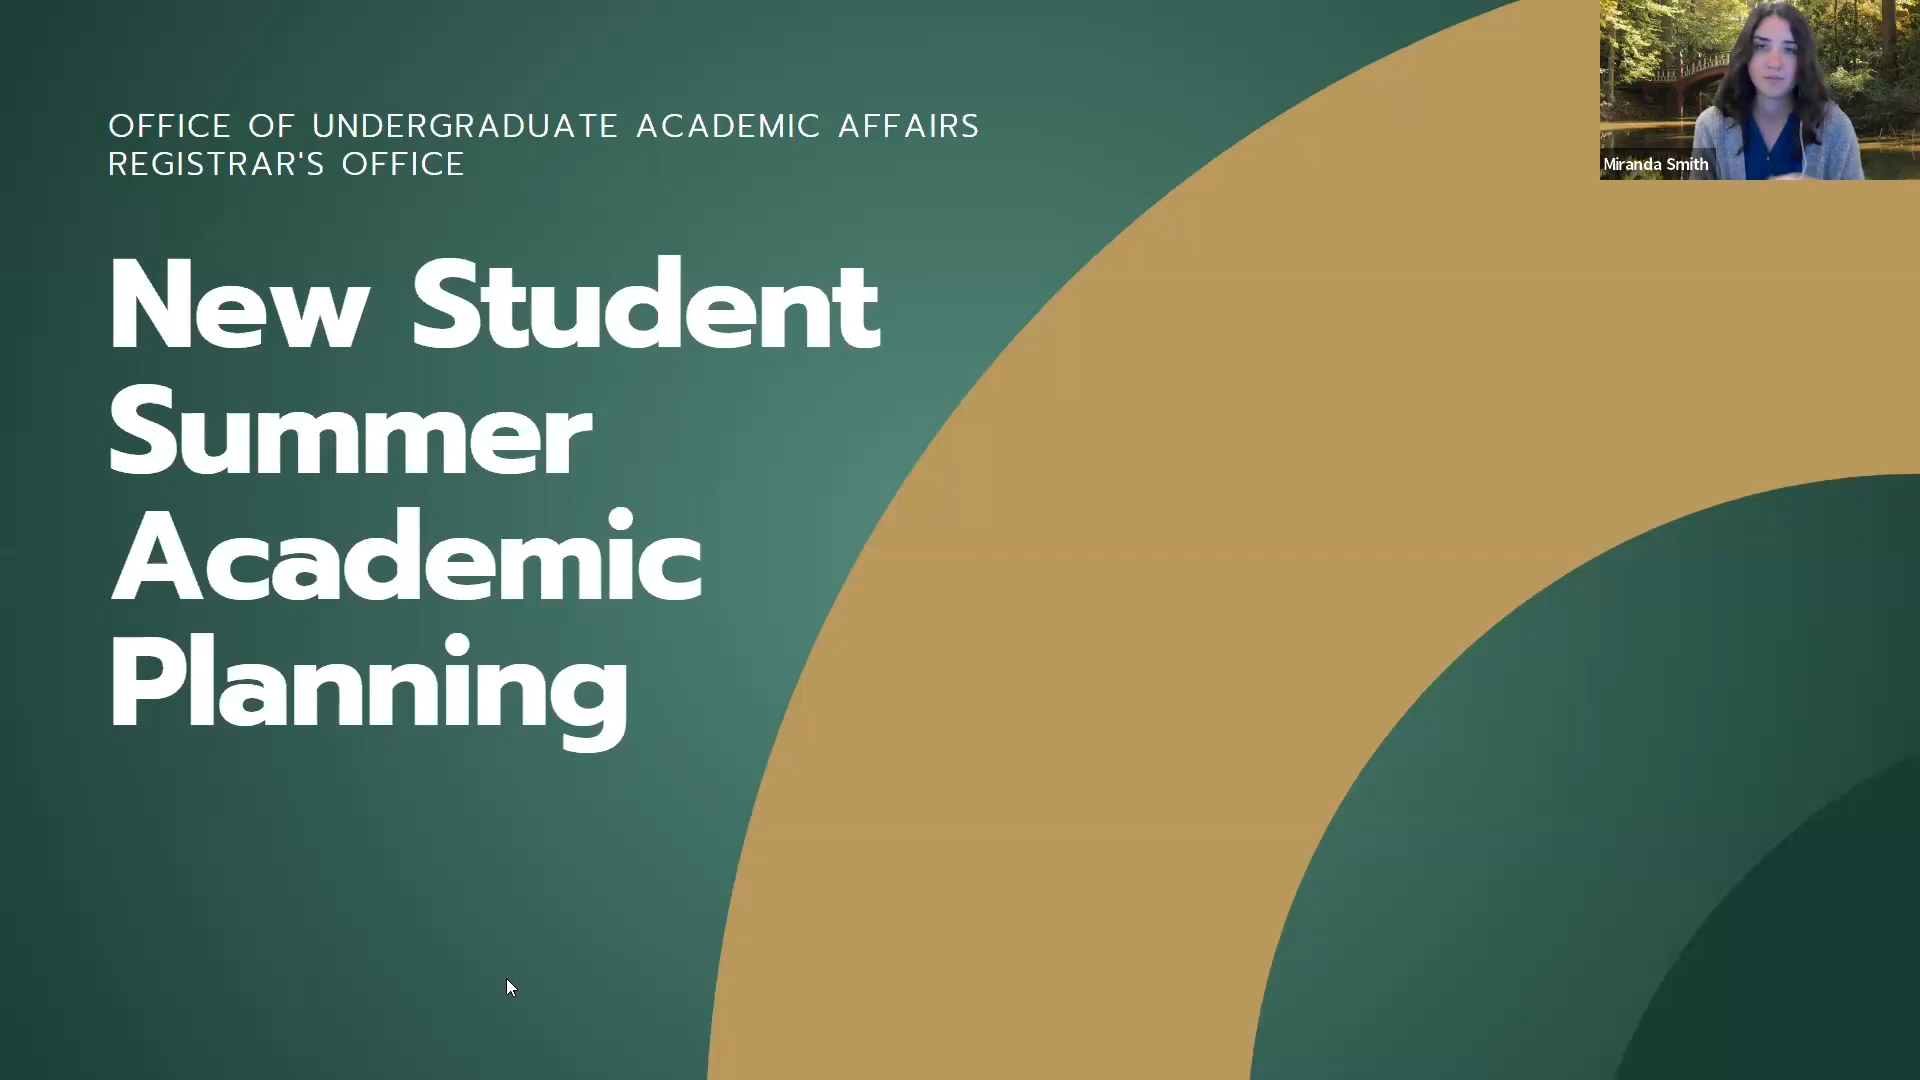 OFFICE OF UNDERGRADUATE ACADEMIC AFFAIRS
REGISTRAR'S OFFICE
New Student
Summer
Academic
Planning
Miranda Smith